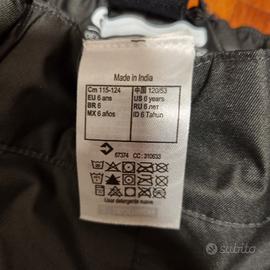 Made in India
Cm 115-124
EU 6 ans
BR 6
MX 6 años
中国 120/53
US 6 years
RU 6 лет
ID 6 Tahun
67374 CC : 310633
Usar detergente suave
subito